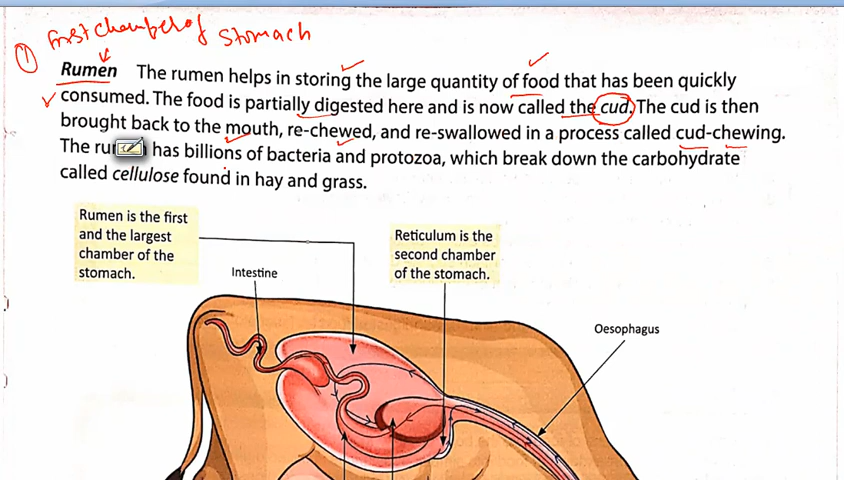 ① first chamber of stomach
Rumen The rumen helps in storing the large quantity of food that has been quickly
consumed. The food is partially digested here and is now called the cud. The cud is then
brought back to the mouth, re-chewed, and re-swallowed in a process called cud-chewing.
The has billions of bacteria and protozoa, which break down the carbohydrate
called cellulose found in hay and grass.
Rumen is the first
and the largest
chamber of the
stomach.
Reticulum is the
second chamber
of the stomach.
Intestine
Oesophagus